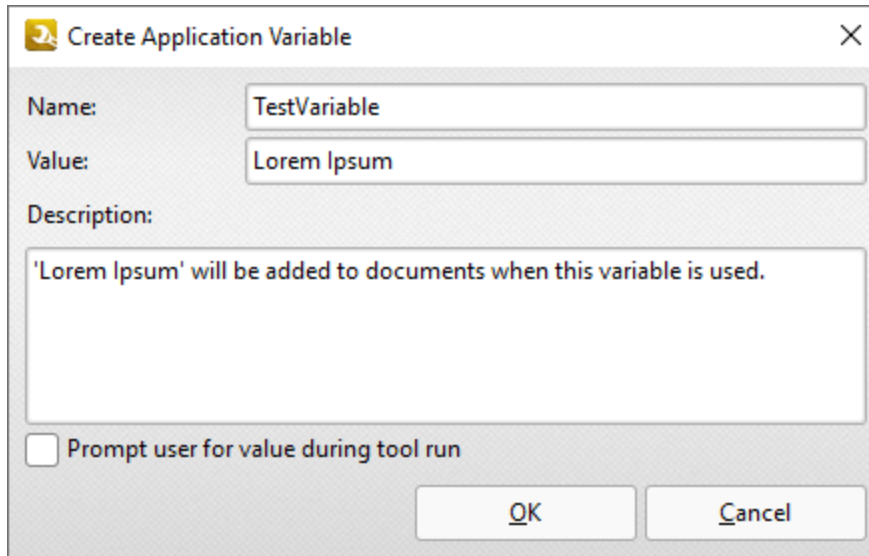 Create Application Variable
Name: TestVariable
Value: Lorem Ipsum
Description:
'Lorem Ipsum' will be added to documents when this variable is used.
Prompt user for value during tool run
OK Cancel